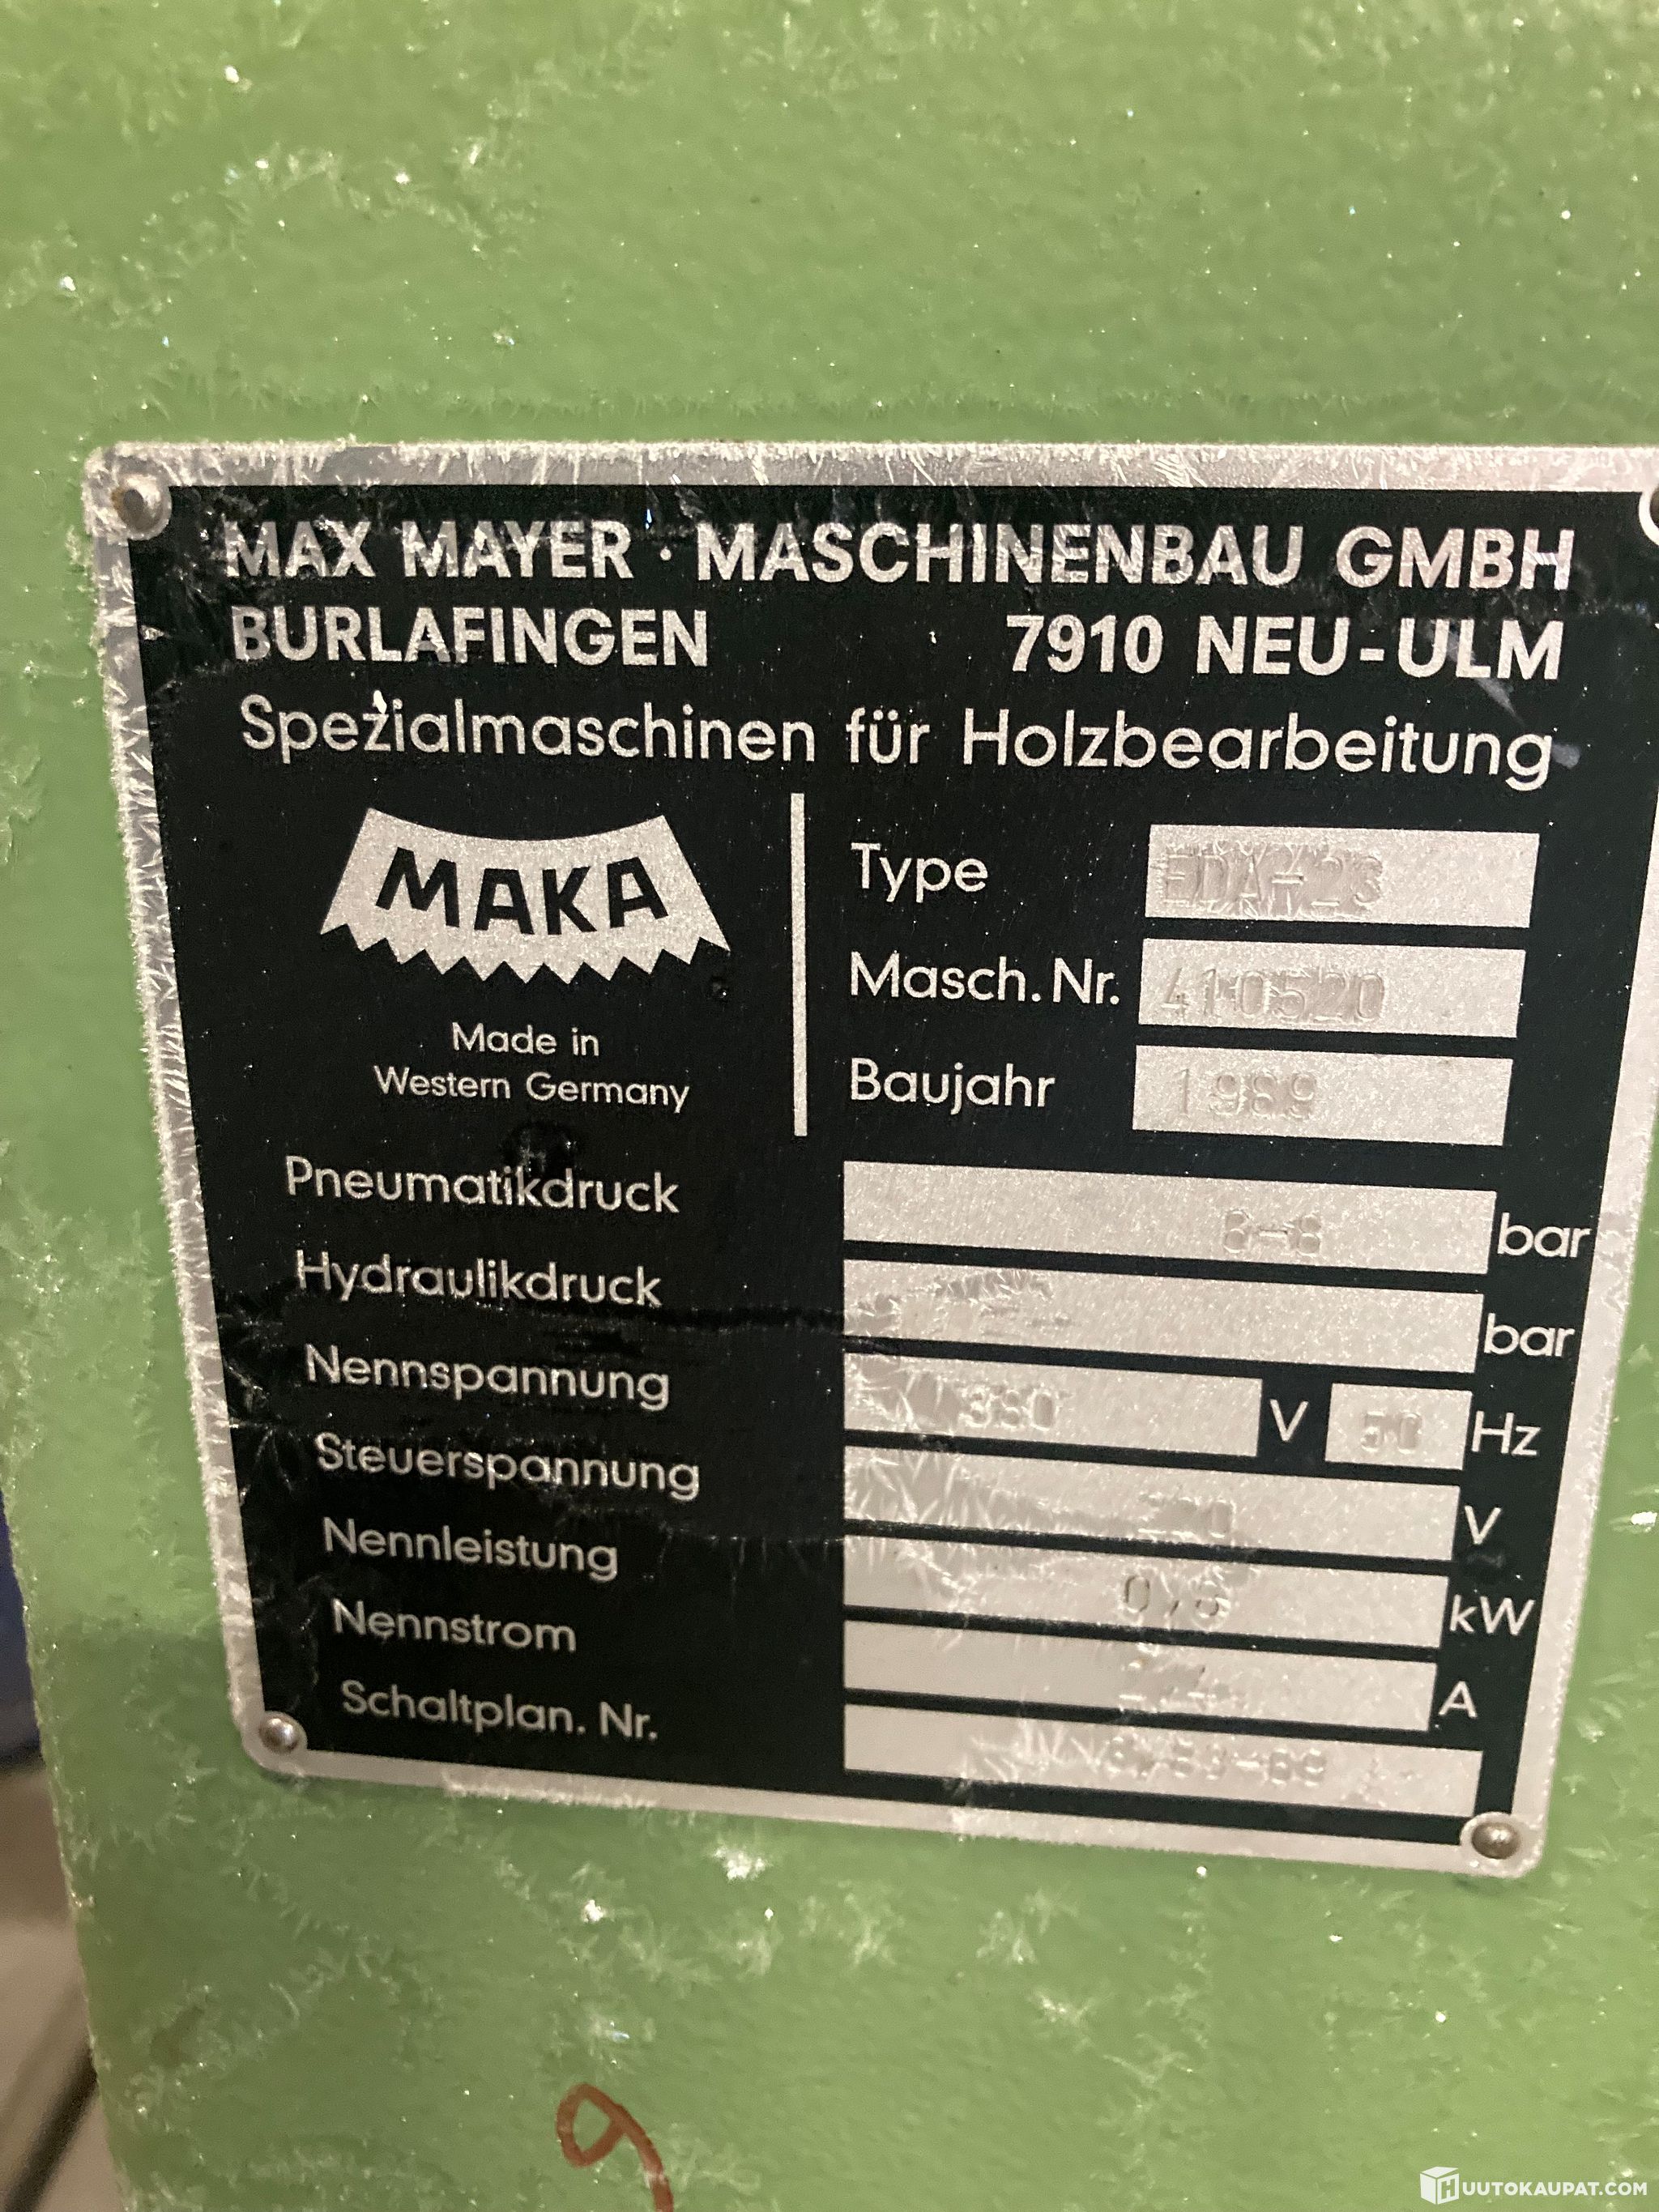 MAX MAYER · MASCHINENBAU GMBH
BURLAFINGEN 7910 NEU-ULM
Spezialmaschinen für Holzbearbeitung
MAKA
Made in
Western Germany
Type
Masch.Nr. 410520
Baujahr 1989
Pneumatikdruck bar
Hydraulikdruck bar
Nennspannung 380 V 50 Hz
Steuerspannung V
Nennleistung kW
Nennstrom A
Schaltplan. Nr.
9
HUUTOKAUPAT.COM